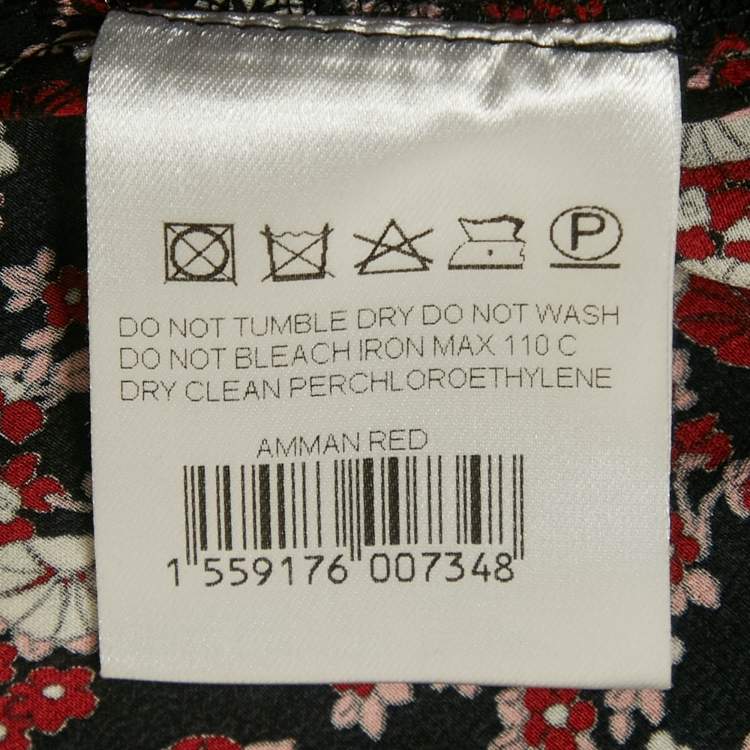 P
DO NOT TUMBLE DRY DO NOT WASH
DO NOT BLEACH IRON MAX 110 C
DRY CLEAN PERCHLOROETHYLENE
AMMAN RED
1 559176 007348